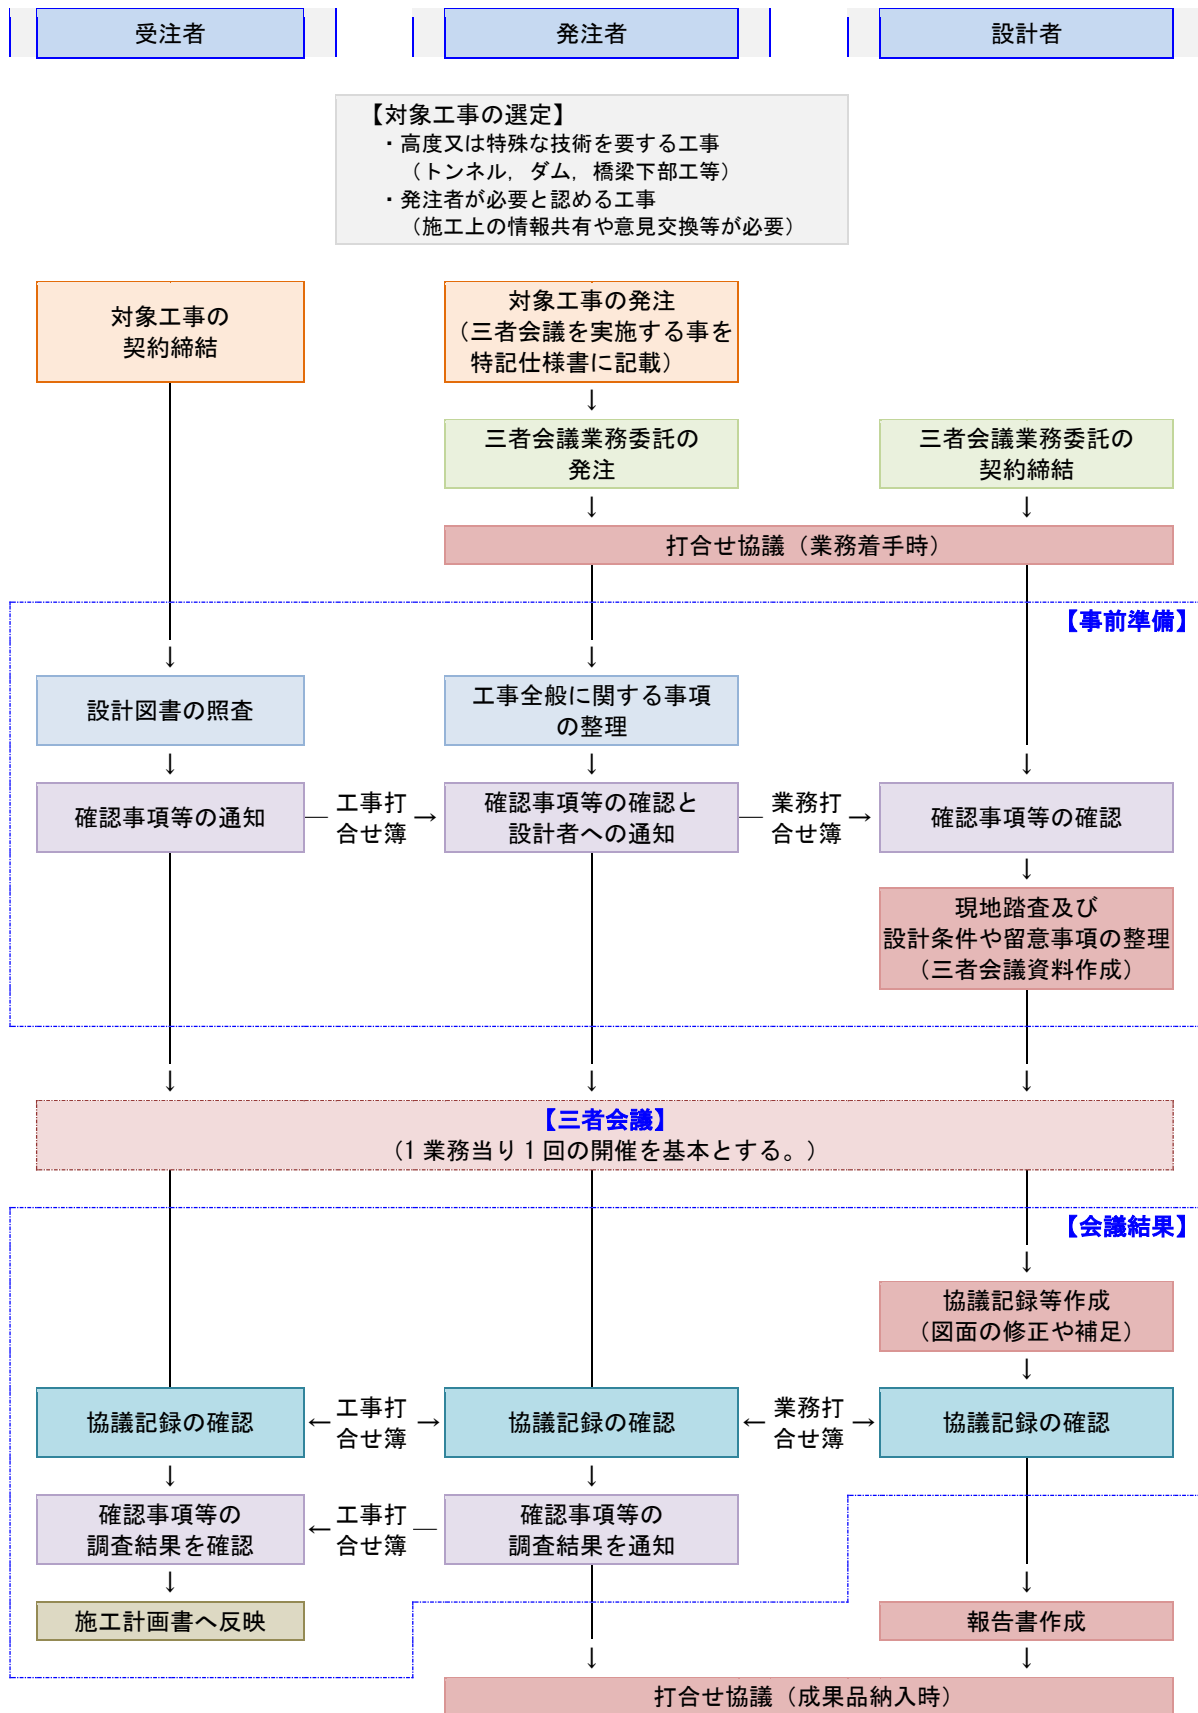 受注者
発注者
設計者
【対象工事の選定】
・高度又は特殊な技術を要する工事
（トンネル，ダム，橋梁下部工等）
・発注者が必要と認める工事
（施工上の情報共有や意見交換等が必要）
対象工事の
契約締結
対象工事の発注
（三者会議を実施する事を
特記仕様書に記載）
↓
三者会議業務委託の
発注
三者会議業務委託の
契約締結
↓
↓
打合せ協議（業務着手時）
【事前準備】
↓
↓
設計図書の照査
工事全般に関する事項
の整理
↓
↓
↓
確認事項等の通知
― 工事打 →
合せ簿
確認事項等の確認と
設計者への通知
― 業務打 →
合せ簿
確認事項等の確認
↓
現地踏査及び
設計条件や留意事項の整理
（三者会議資料作成）
↓
↓
↓
【三者会議】
（1 業務当り 1 回の開催を基本とする。）
【会議結果】
↓
協議記録等作成
（図面の修正や補足）
↓
協議記録の確認
← 工事打 →
合せ簿
協議記録の確認
← 業務打 →
合せ簿
協議記録の確認
↓
↓
確認事項等の
調査結果を確認
← 工事打 ―
合せ簿
確認事項等の
調査結果を通知
↓
↓
施工計画書へ反映
報告書作成
↓
↓
打合せ協議（成果品納入時）